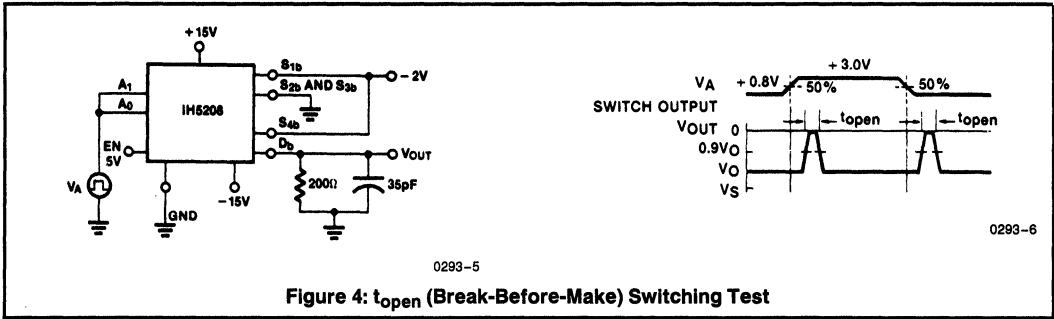 +15V
A1
A0
IH5208
EN
5V
VA
GND
-15V
S1b
S2b AND S3b
S4b
Db
-2V
VOUT
200Ω
35pF
0293-5
VA
+0.8V
+3.0V
50%
50%
SWITCH OUTPUT
VOUT
0
0.9VO
VO
VS
topen
topen
0293-6
Figure 4: topen (Break-Before-Make) Switching Test